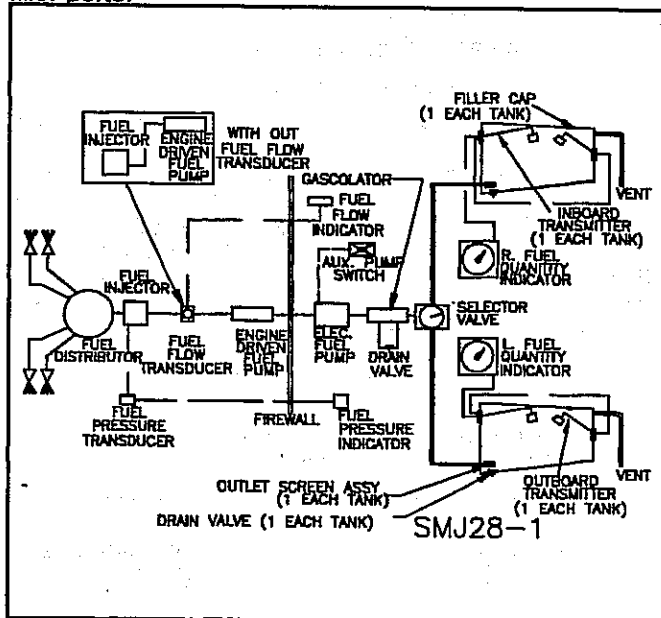 FUEL
INJECTOR
ENGINE
DRIVEN
FUEL
PUMP
WITH OUT
FUEL FLOW
TRANSDUCER
GASCOLATOR
FUEL
FLOW
INDICATOR
AUX. PUMP
SWITCH
FILLER CAP
(1 EACH TANK)
VENT
INBOARD
TRANSMITTER
(1 EACH TANK)
R. FUEL
QUANTITY
INDICATOR
SELECTOR
VALVE
L. FUEL
QUANTITY
INDICATOR
FUEL
INJECTOR
FUEL
DISTRIBUTOR
FUEL
FLOW
TRANSDUCER
ENGINE
DRIVEN
FUEL
PUMP
ELEC.
FUEL
PUMP
DRAIN
VALVE
FUEL
PRESSURE
TRANSDUCER
FIREWALL
FUEL
PRESSURE
INDICATOR
VENT
OUTBOARD
TRANSMITTER
(1 EACH TANK)
OUTLET SCREEN ASSY
(1 EACH TANK)
DRAIN VALVE (1 EACH TANK)
SMJ28-1